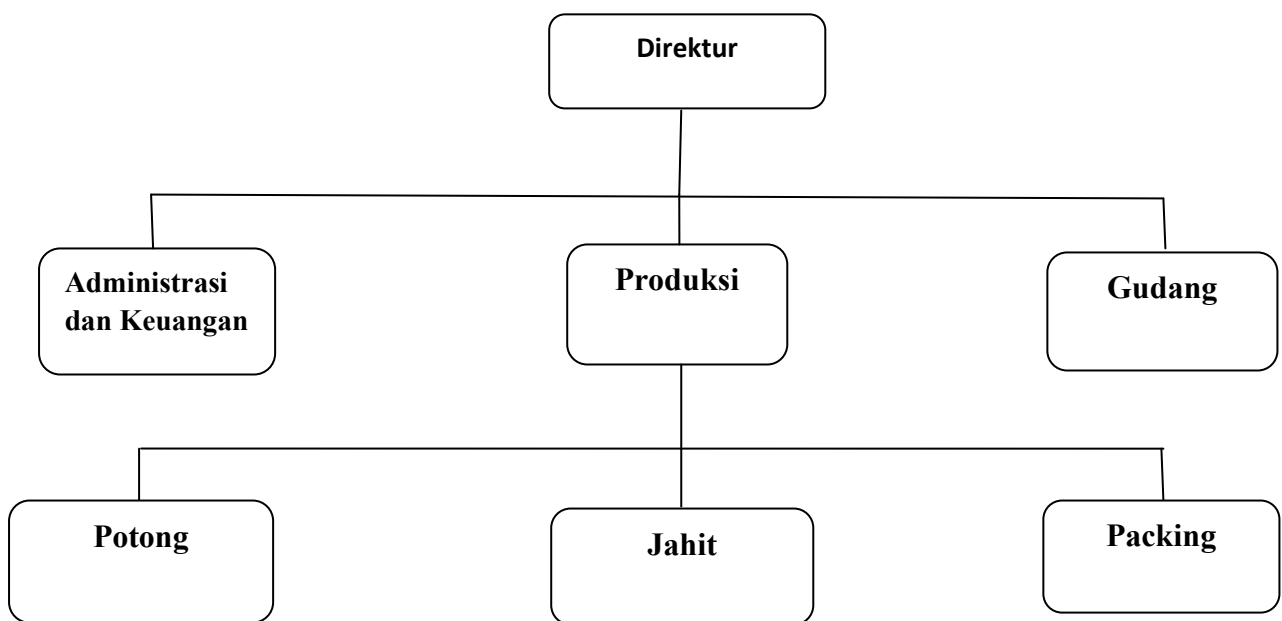 Direktur
Administrasi
dan Keuangan
Produksi
Gudang
Potong
Jahit
Packing